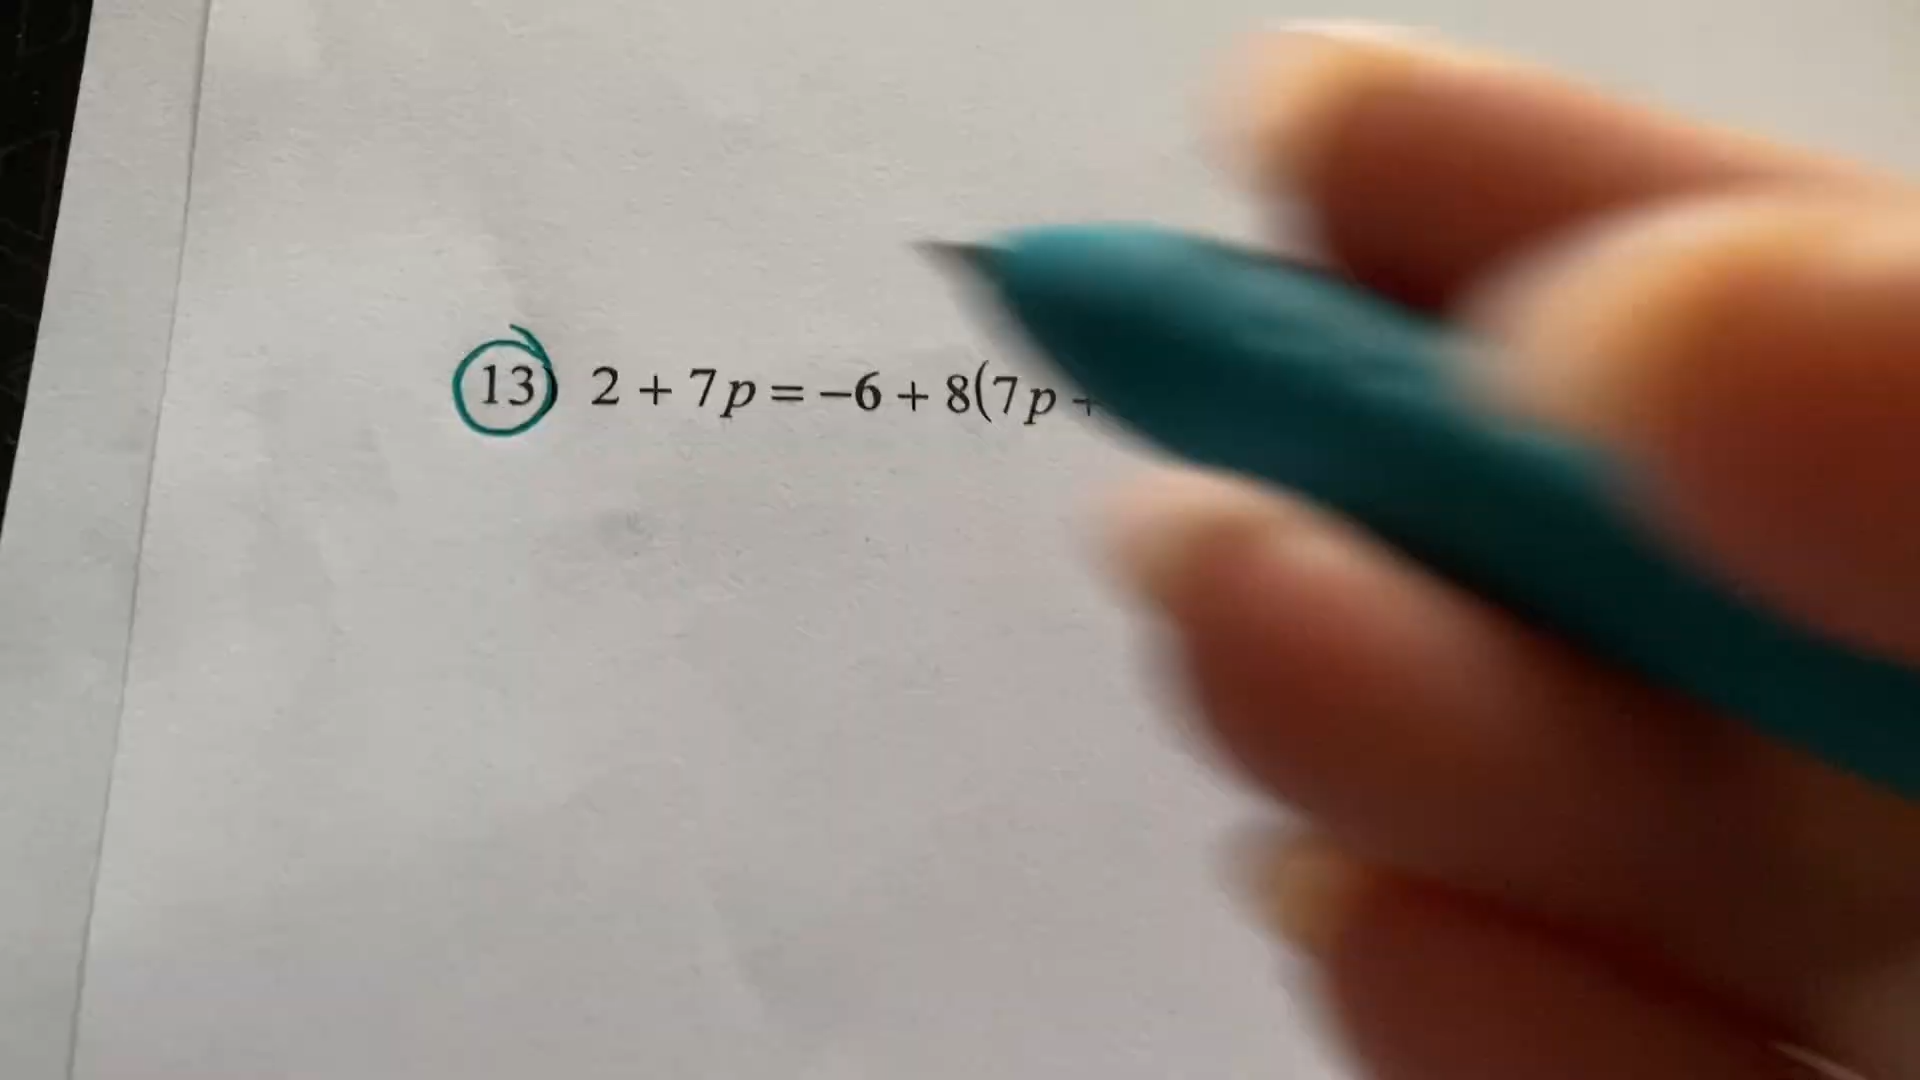 13) 2 + 7p = −6 + 8(7p +